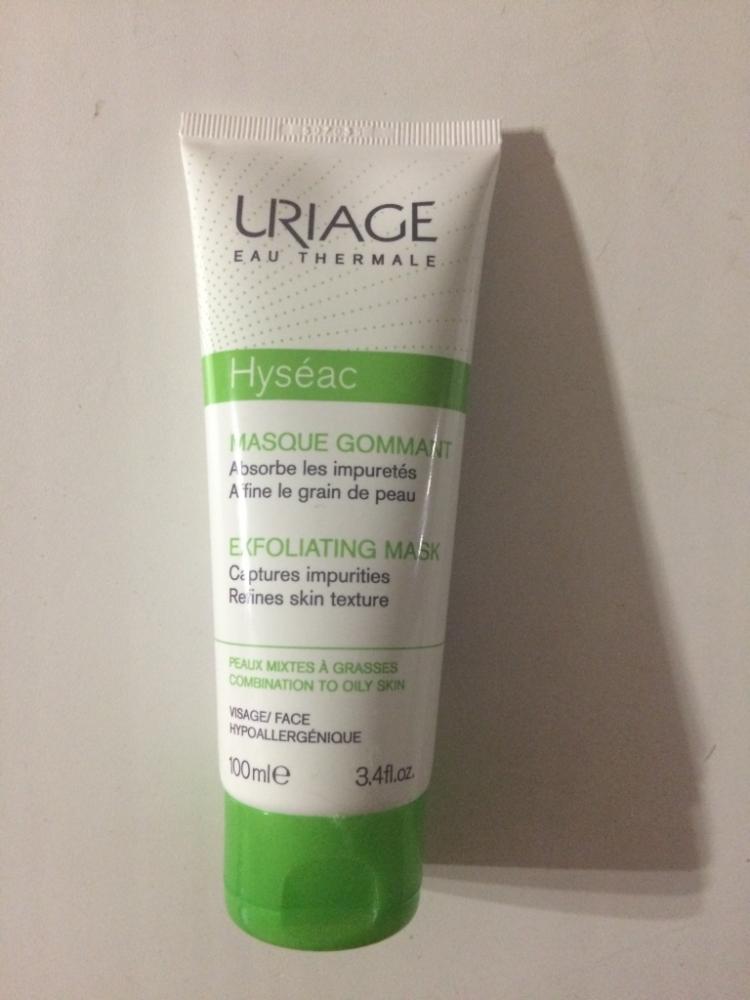 URIAGE
EAU THERMALE
Hyséac
MASQUE GOMMANT
Absorbe les impuretés
Affine le grain de peau
EXFOLIATING MASK
Captures impurities
Refines skin texture
PEAUX MIXTES À GRASSES
COMBINATION TO OILY SKIN
VISAGE/ FACE
HYPOALLERGÉNIQUE
100ml℮ 3,4fl.oz.